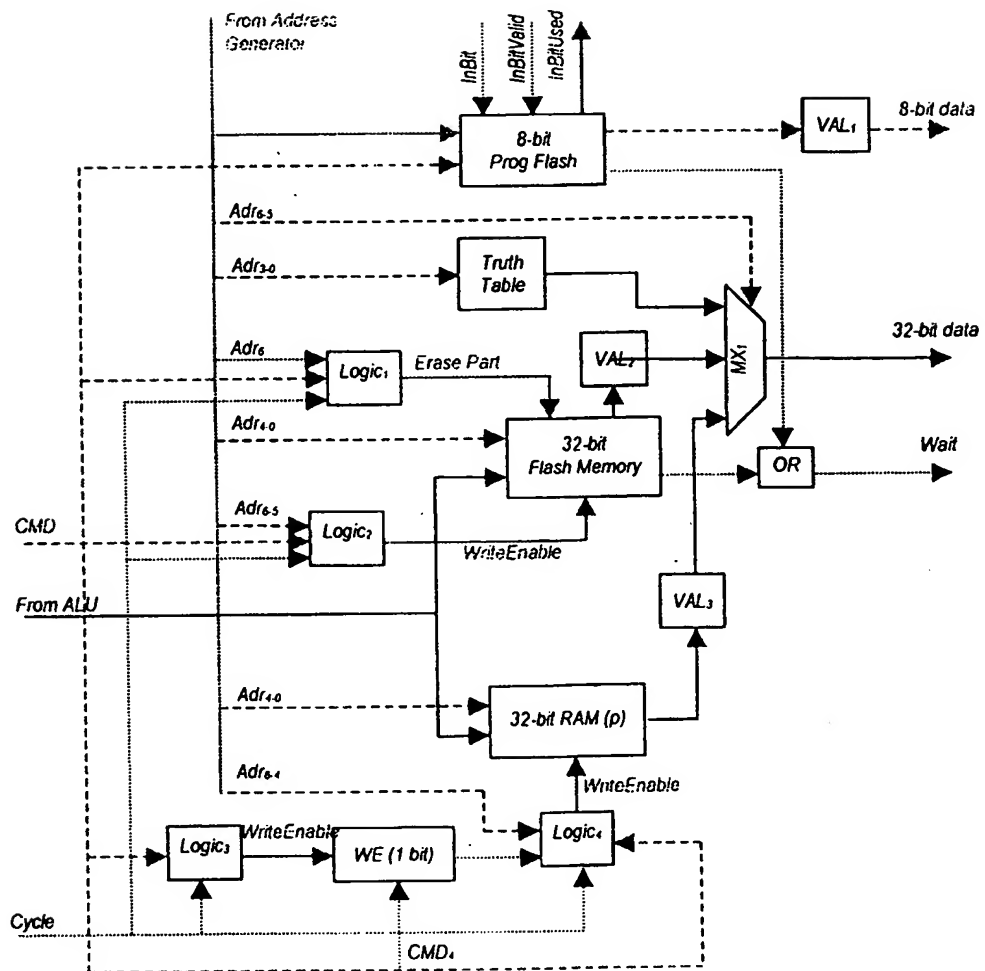 From Address
Generator
InBit
InBitValid
InBitUsed
8-bit
Prog Flash
VAL₁
8-bit data
Adr₆₋₅
Adr₃₋₀
Truth
Table
MX₁
32-bit data
Adr₆
Logic₁
Erase Part
VAL₂
Adr₄₋₀
32-bit
Flash Memory
OR
Wait
Adr₆₋₅
CMD
Logic₂
WriteEnable
From ALU
VAL₃
Adr₄₋₀
32-bit RAM (p)
Adr₆₋₄
WriteEnable
Logic₃
WriteEnable
WE (1 bit)
Logic₄
Cycle
CMD₄